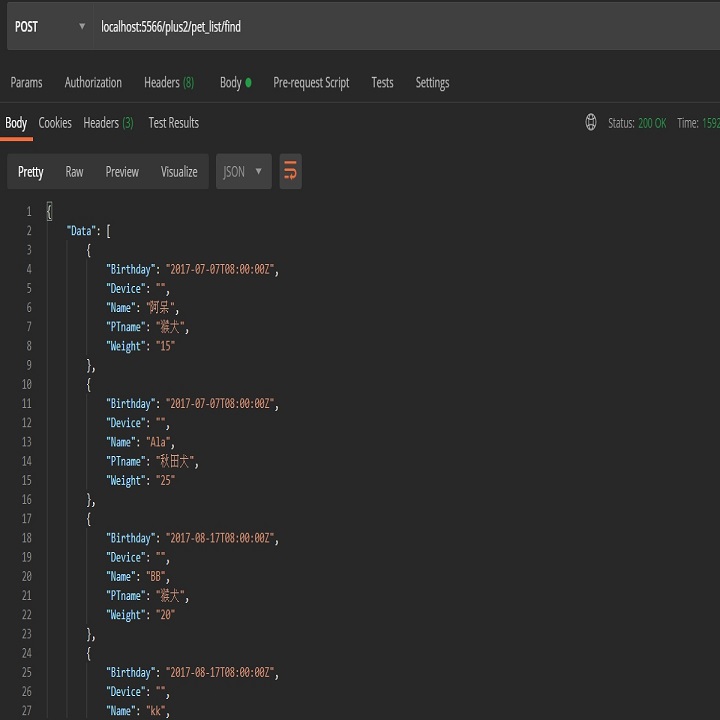 POST localhost:5566/plus2/pet_list/find
Params Authorization Headers (8) Body Pre-request Script Tests Settings
Body Cookies Headers (3) Test Results Status: 200 OK Time: 1592
Pretty Raw Preview Visualize JSON
1 {
2 "Data": [
3 {
4 "Birthday": "2017-07-07T08:00:00Z",
5 "Device": "",
6 "Name": "阿呆",
7 "PTname": "猴犬",
8 "Weight": "15"
9 },
10 {
11 "Birthday": "2017-07-07T08:00:00Z",
12 "Device": "",
13 "Name": "Ala",
14 "PTname": "秋田犬",
15 "Weight": "25"
16 },
17 {
18 "Birthday": "2017-08-17T08:00:00Z",
19 "Device": "",
20 "Name": "BB",
21 "PTname": "猴犬",
22 "Weight": "20"
23 },
24 {
25 "Birthday": "2017-08-17T08:00:00Z",
26 "Device": "",
27 "Name": "kk",